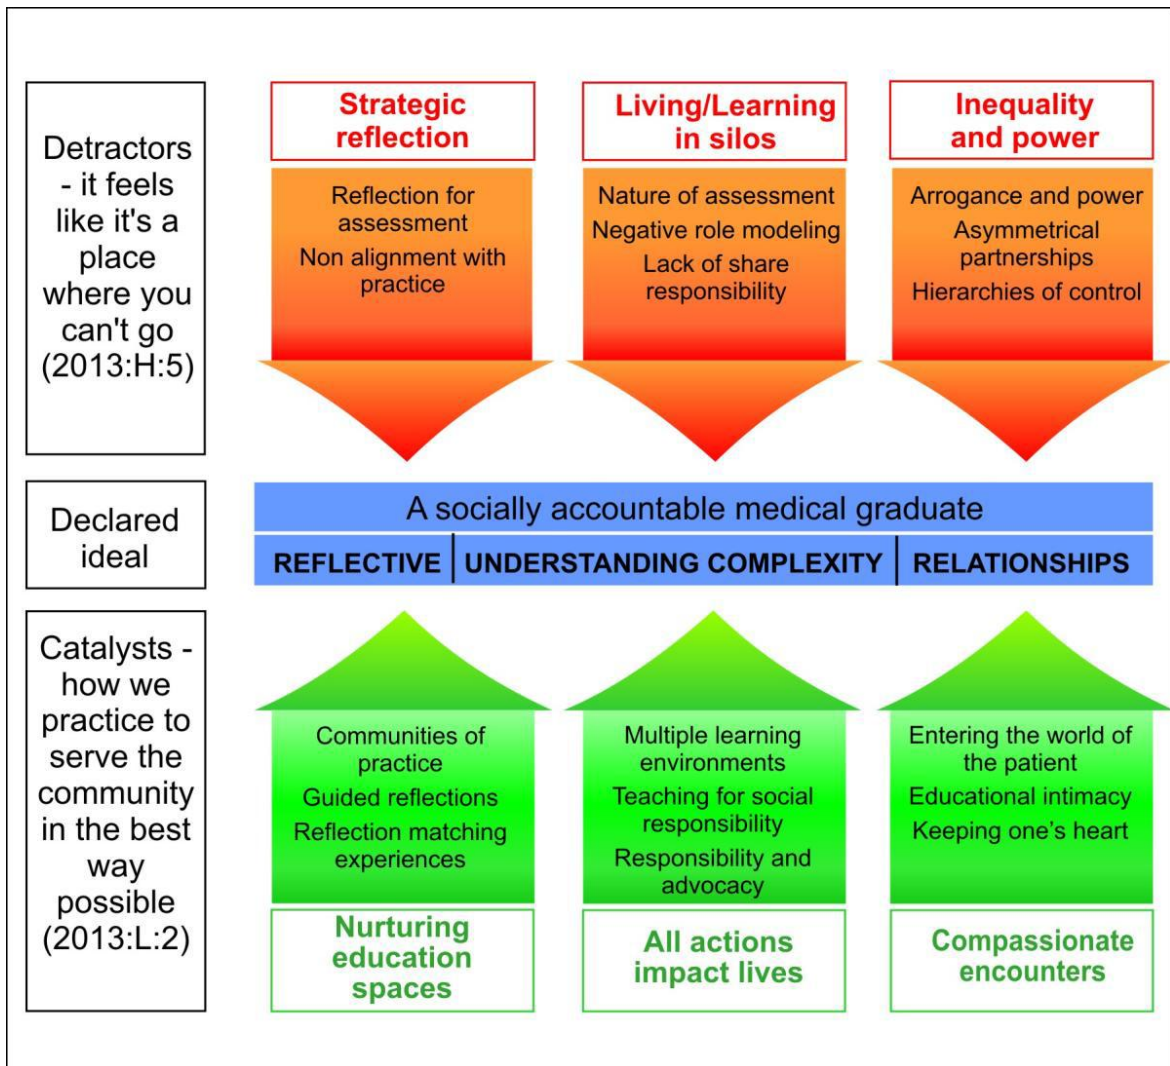 Detractors
- it feels
like it's a
place
where you
can't go
(2013:H:5)
Strategic
reflection
Reflection for
assessment
Non alignment with
practice
Living/Learning
in silos
Nature of assessment
Negative role modeling
Lack of share
responsibility
Inequality
and power
Arrogance and power
Asymmetrical
partnerships
Hierarchies of control
Declared
ideal
A socially accountable medical graduate
REFLECTIVE UNDERSTANDING COMPLEXITY RELATIONSHIPS
Catalysts -
how we
practice to
serve the
community
in the best
way
possible
(2013:L:2)
Communities of
practice
Guided reflections
Reflection matching
experiences
Nurturing
education
spaces
Multiple learning
environments
Teaching for social
responsibility
Responsibility and
advocacy
All actions
impact lives
Entering the world of
the patient
Educational intimacy
Keeping one's heart
Compassionate
encounters